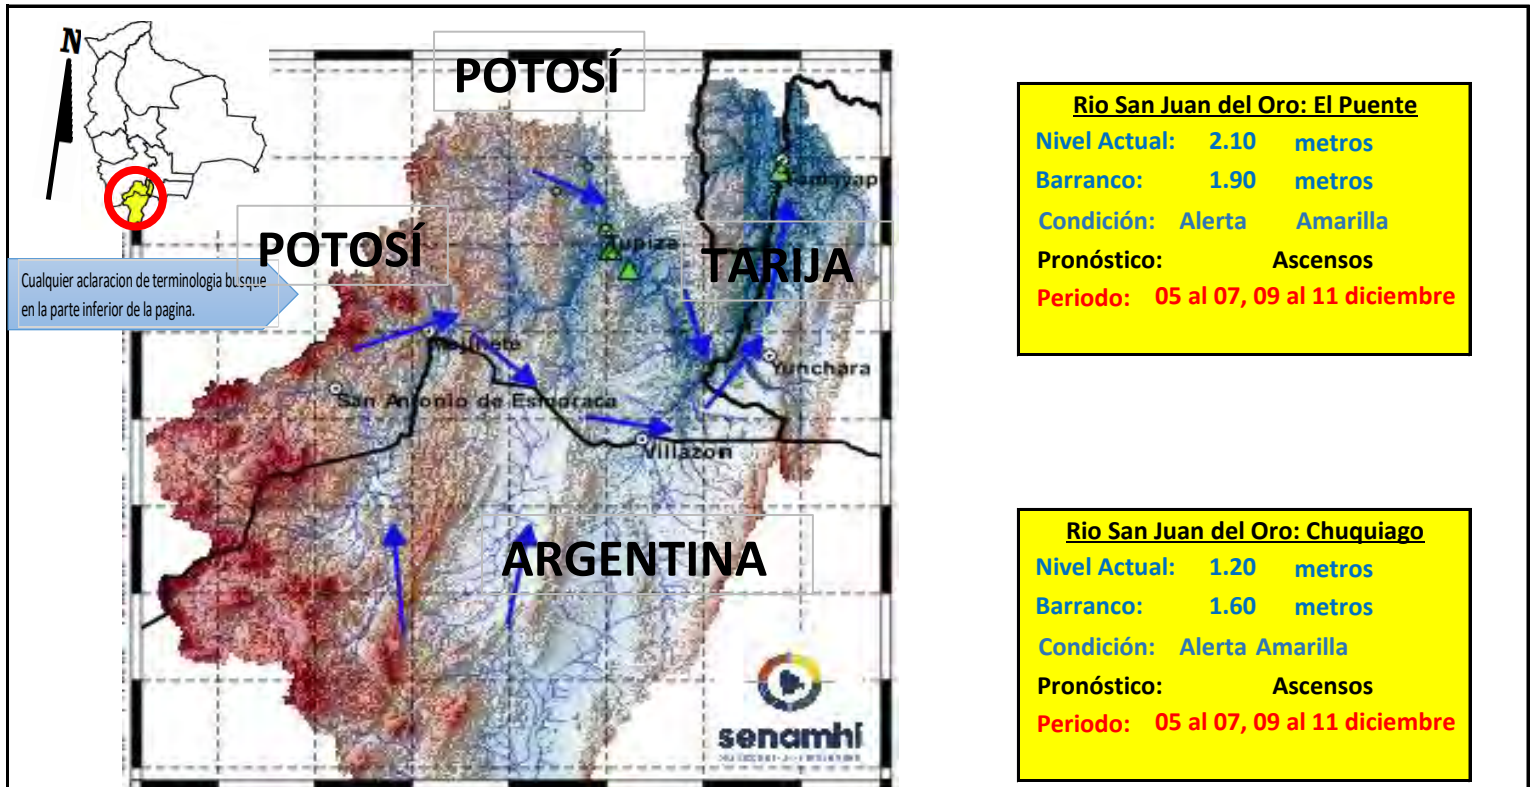 N
POTOSÍ
POTOSÍ
TARIJA
Tupiza
Cualquier aclaracion de terminologia busque
en la parte inferior de la pagina.
Yunchara
San Antonio de Esmoraca
Villazon
ARGENTINA
senamhi
Rio San Juan del Oro: El Puente
Nivel Actual: 2.10 metros
Barranco: 1.90 metros
Condición: Alerta Amarilla
Pronóstico: Ascensos
Periodo: 05 al 07, 09 al 11 diciembre
Rio San Juan del Oro: Chuquiago
Nivel Actual: 1.20 metros
Barranco: 1.60 metros
Condición: Alerta Amarilla
Pronóstico: Ascensos
Periodo: 05 al 07, 09 al 11 diciembre